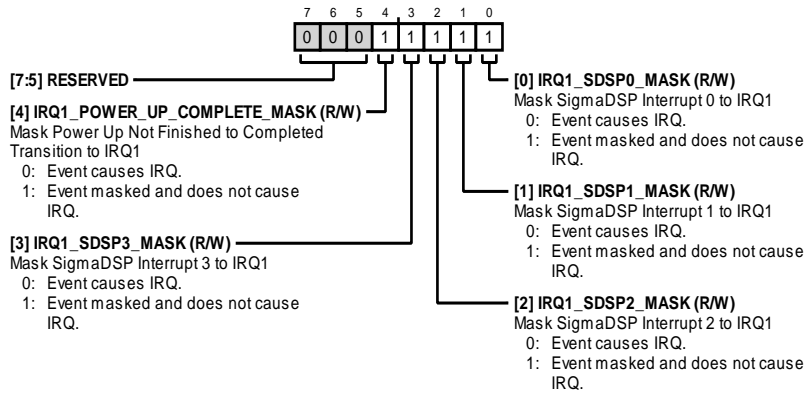 7 6 5 4 3 2 1 0
0 0 0 1 1 1 1 1
[7:5] RESERVED
[4] IRQ1_POWER_UP_COMPLETE_MASK (R/W)
Mask Power Up Not Finished to Completed
Transition to IRQ1
0: Event causes IRQ.
1: Event masked and does not cause
IRQ.
[3] IRQ1_SDSP3_MASK (R/W)
Mask SigmaDSP Interrupt 3 to IRQ1
0: Event causes IRQ.
1: Event masked and does not cause
IRQ.
[0] IRQ1_SDSP0_MASK (R/W)
Mask SigmaDSP Interrupt 0 to IRQ1
0: Event causes IRQ.
1: Event masked and does not cause
IRQ.
[1] IRQ1_SDSP1_MASK (R/W)
Mask SigmaDSP Interrupt 1 to IRQ1
0: Event causes IRQ.
1: Event masked and does not cause
IRQ.
[2] IRQ1_SDSP2_MASK (R/W)
Mask SigmaDSP Interrupt 2 to IRQ1
0: Event causes IRQ.
1: Event masked and does not cause
IRQ.